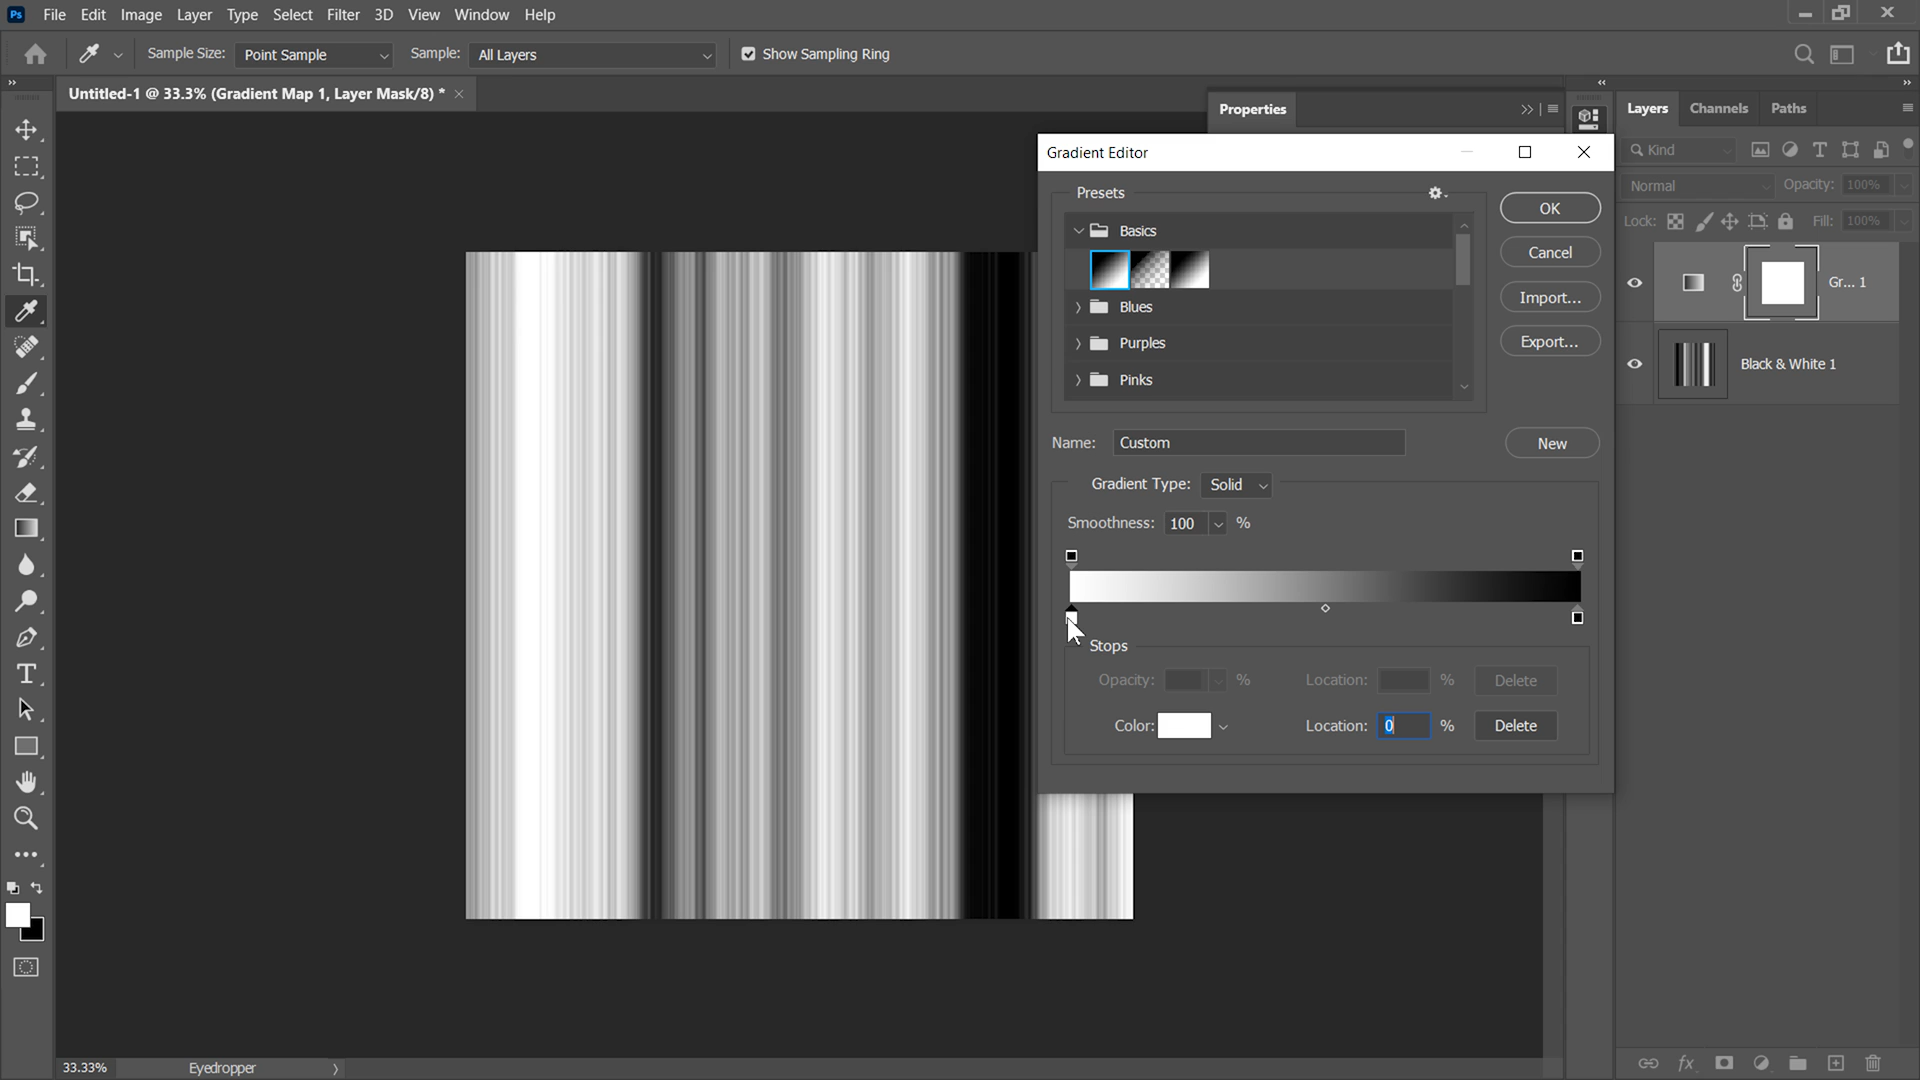 Ps File Edit Image Layer Type Select Filter 3D View Window Help
Sample Size: Point Sample Sample: All Layers Show Sampling Ring
Untitled-1 @ 33.3% (Gradient Map 1, Layer Mask/8) *
Properties
Layers Channels Paths
Gradient Editor
Kind
Presets
Normal Opacity: 100%
OK
Lock: Fill: 100%
Basics
Cancel
Gr... 1
Import...
Blues
Export...
Purples
Black & White 1
Pinks
Name: Custom New
Gradient Type: Solid
Smoothness: 100 %
Stops
Opacity: % Location: % Delete
Color: Location: 0 % Delete
33.33% Eyedropper
fx